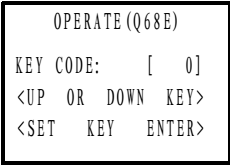 OPERATE(Q68E)
KEY CODE: [ 0]
<UP OR DOWN KEY>
<SET KEY ENTER>